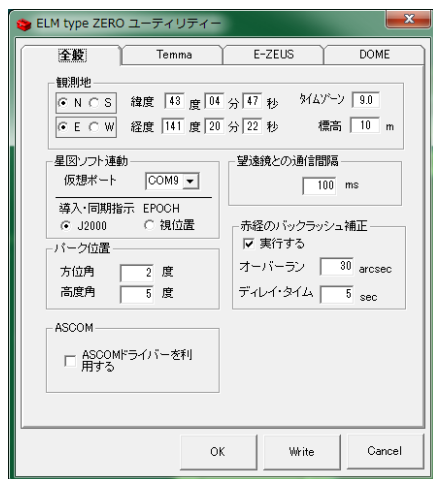 ELM type ZERO ユーティリティー
全般 Temma E-ZEUS DOME
観測地
N S 緯度 43 度 04 分 47 秒 タイムゾーン 9.0
E W 経度 141 度 20 分 22 秒 標高 10 m
星図ソフト連動
仮想ポート COM9
導入・同期指示 EPOCH
J2000 視位置
望遠鏡との通信間隔
100 ms
赤経のバックラッシュ補正
実行する
オーバーラン 30 arcsec
ディレイ・タイム 5 sec
パーク位置
方位角 2 度
高度角 5 度
ASCOM
ASCOMドライバーを利
用する
OK Write Cancel